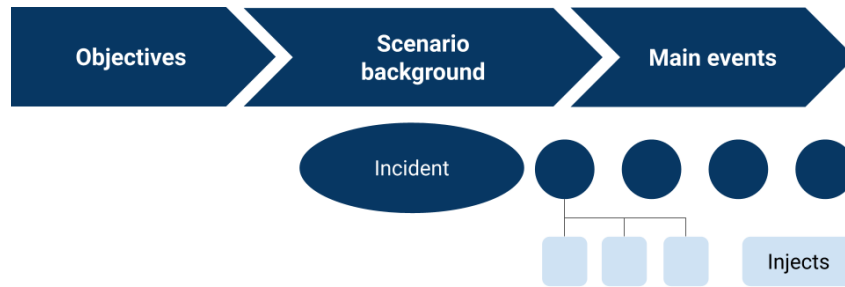 Objectives
Scenario
background
Main events
Incident
Injects